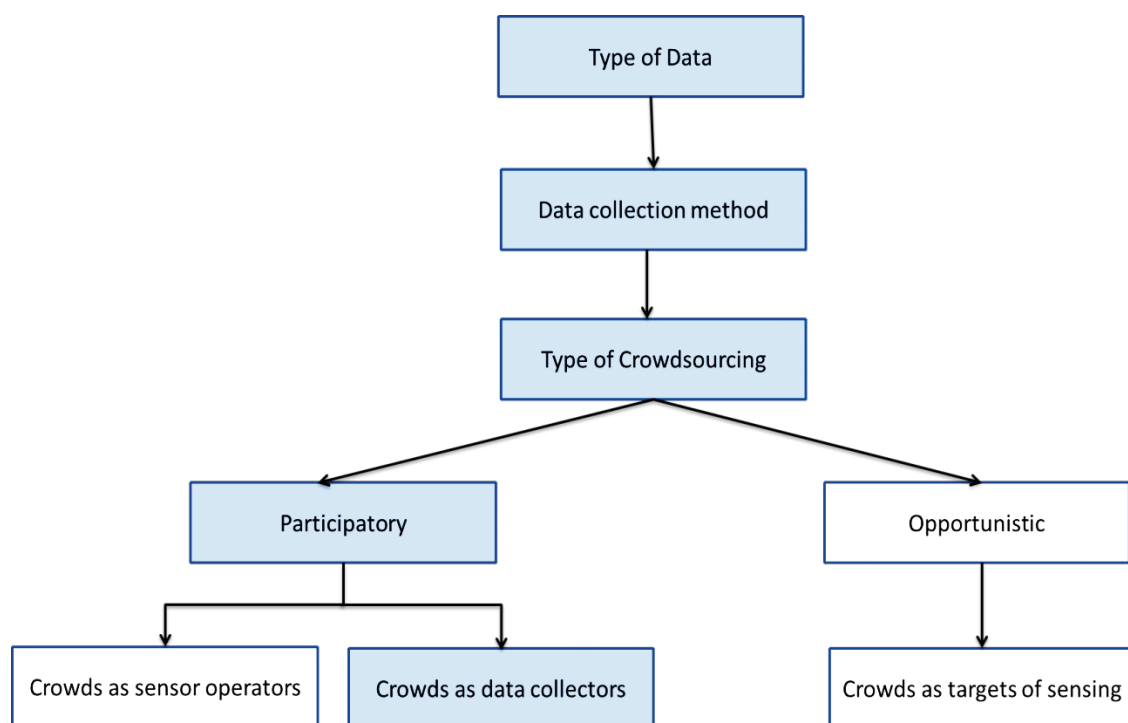 Type of Data
Data collection method
Type of Crowdsourcing
Participatory
Opportunistic
Crowds as sensor operators
Crowds as data collectors
Crowds as targets of sensing